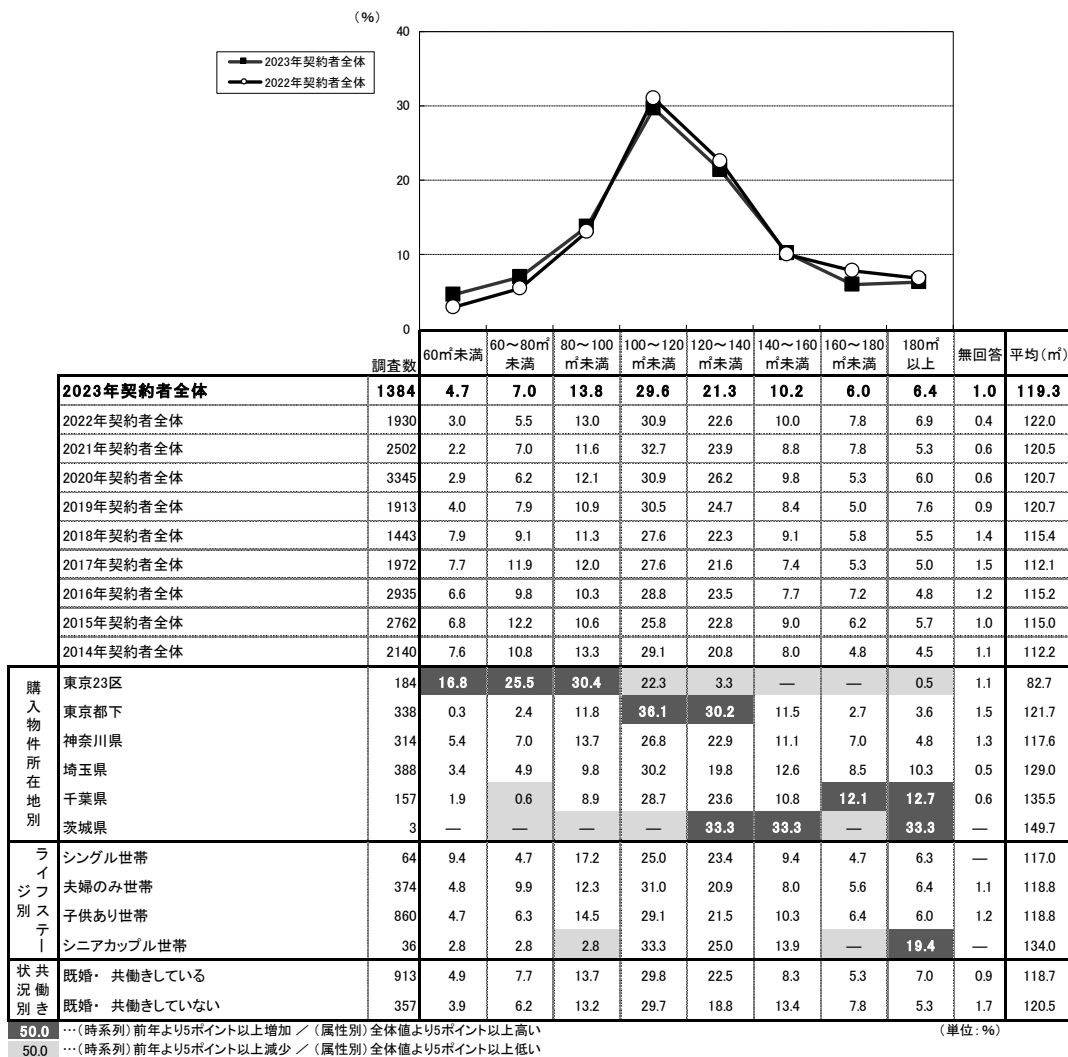 （％）
40
30
20
10
0
2023年契約者全体
2022年契約者全体
調査数 60㎡未満 60～80㎡未満 80～100㎡未満 100～120㎡未満 120～140㎡未満 140～160㎡未満 160～180㎡未満 180㎡以上 無回答 平均（㎡）
2023年契約者全体 1384 4.7 7.0 13.8 29.6 21.3 10.2 6.0 6.4 1.0 119.3
2022年契約者全体 1930 3.0 5.5 13.0 30.9 22.6 10.0 7.8 6.9 0.4 122.0
2021年契約者全体 2502 2.2 7.0 11.6 32.7 23.9 8.8 7.8 5.3 0.6 120.5
2020年契約者全体 3345 2.9 6.2 12.1 30.9 26.2 9.8 5.3 6.0 0.6 120.7
2019年契約者全体 1913 4.0 7.9 10.9 30.5 24.7 8.4 5.0 7.6 0.9 120.7
2018年契約者全体 1443 7.9 9.1 11.3 27.6 22.3 9.1 5.8 5.5 1.4 115.4
2017年契約者全体 1972 7.7 11.9 12.0 27.6 21.6 7.4 5.3 5.0 1.5 112.1
2016年契約者全体 2935 6.6 9.8 10.3 28.8 23.5 7.7 7.2 4.8 1.2 115.2
2015年契約者全体 2762 6.8 12.2 10.6 25.8 22.8 9.0 6.2 5.7 1.0 115.0
2014年契約者全体 2140 7.6 10.8 13.3 29.1 20.8 8.0 4.8 4.5 1.1 112.2
購入物件所在地別
東京23区 184 16.8 25.5 30.4 22.3 3.3 ― ― 0.5 1.1 82.7
東京都下 338 0.3 2.4 11.8 36.1 30.2 11.5 2.7 3.6 1.5 121.7
神奈川県 314 5.4 7.0 13.7 26.8 22.9 11.1 7.0 4.8 1.3 117.6
埼玉県 388 3.4 4.9 9.8 30.2 19.8 12.6 8.5 10.3 0.5 129.0
千葉県 157 1.9 0.6 8.9 28.7 23.6 10.8 12.1 12.7 0.6 135.5
茨城県 3 ― ― ― ― 33.3 33.3 ― 33.3 ― 149.7
ライフステージ別
シングル世帯 64 9.4 4.7 17.2 25.0 23.4 9.4 4.7 6.3 ― 117.0
夫婦のみ世帯 374 4.8 9.9 12.3 31.0 20.9 8.0 5.6 6.4 1.1 118.8
子供あり世帯 860 4.7 6.3 14.5 29.1 21.5 10.3 6.4 6.0 1.2 118.8
シニアカップル世帯 36 2.8 2.8 2.8 33.3 25.0 13.9 ― 19.4 ― 134.0
共働き状況別
既婚・ 共働きしている 913 4.9 7.7 13.7 29.8 22.5 8.3 5.3 7.0 0.9 118.7
既婚・ 共働きしていない 357 3.9 6.2 13.2 29.7 18.8 13.4 7.8 5.3 1.7 120.5
50.0 …（時系列）前年より5ポイント以上増加 ／ （属性別）全体値より5ポイント以上高い （単位：％）
50.0 …（時系列）前年より5ポイント以上減少 ／ （属性別）全体値より5ポイント以上低い